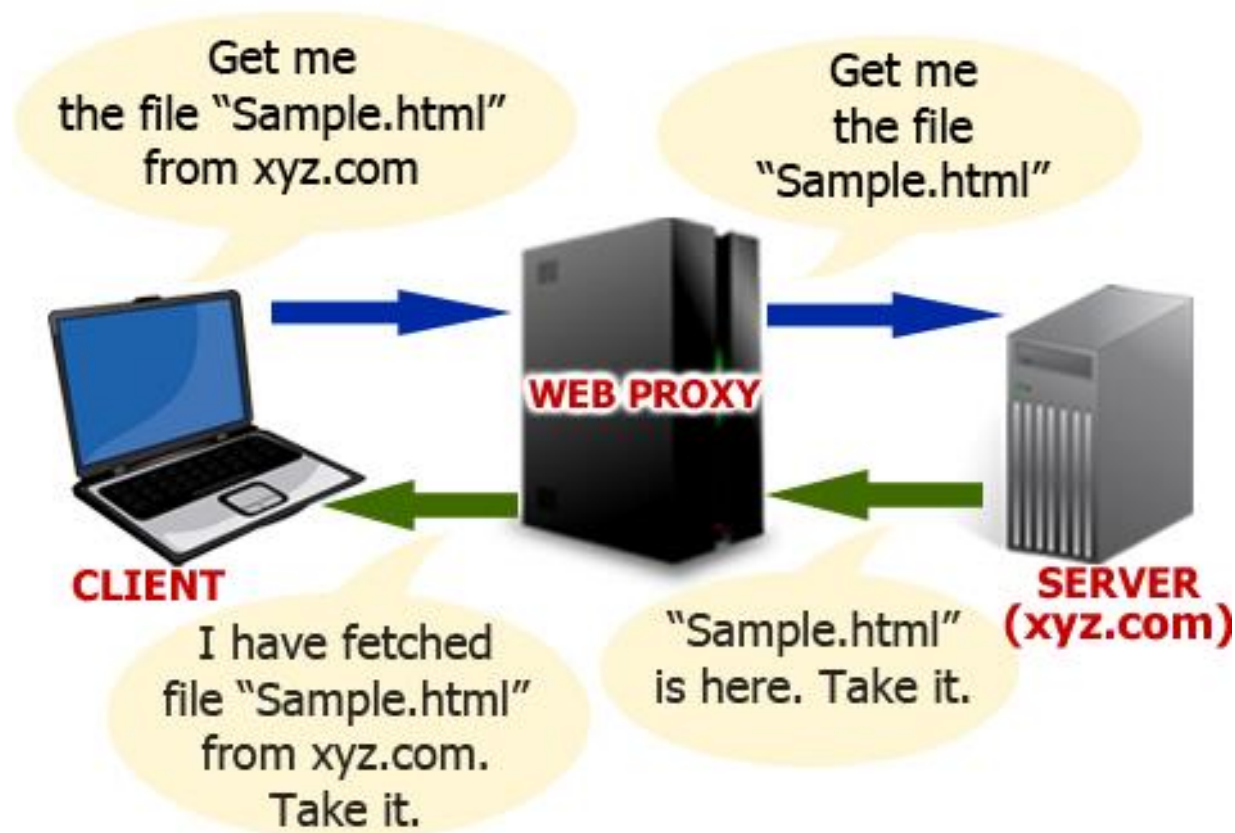 Get me
the file “Sample.html”
from xyz.com
Get me
the file
“Sample.html”
WEB PROXY
CLIENT
SERVER
(xyz.com)
I have fetched
file “Sample.html”
from xyz.com.
Take it.
“Sample.html”
is here. Take it.